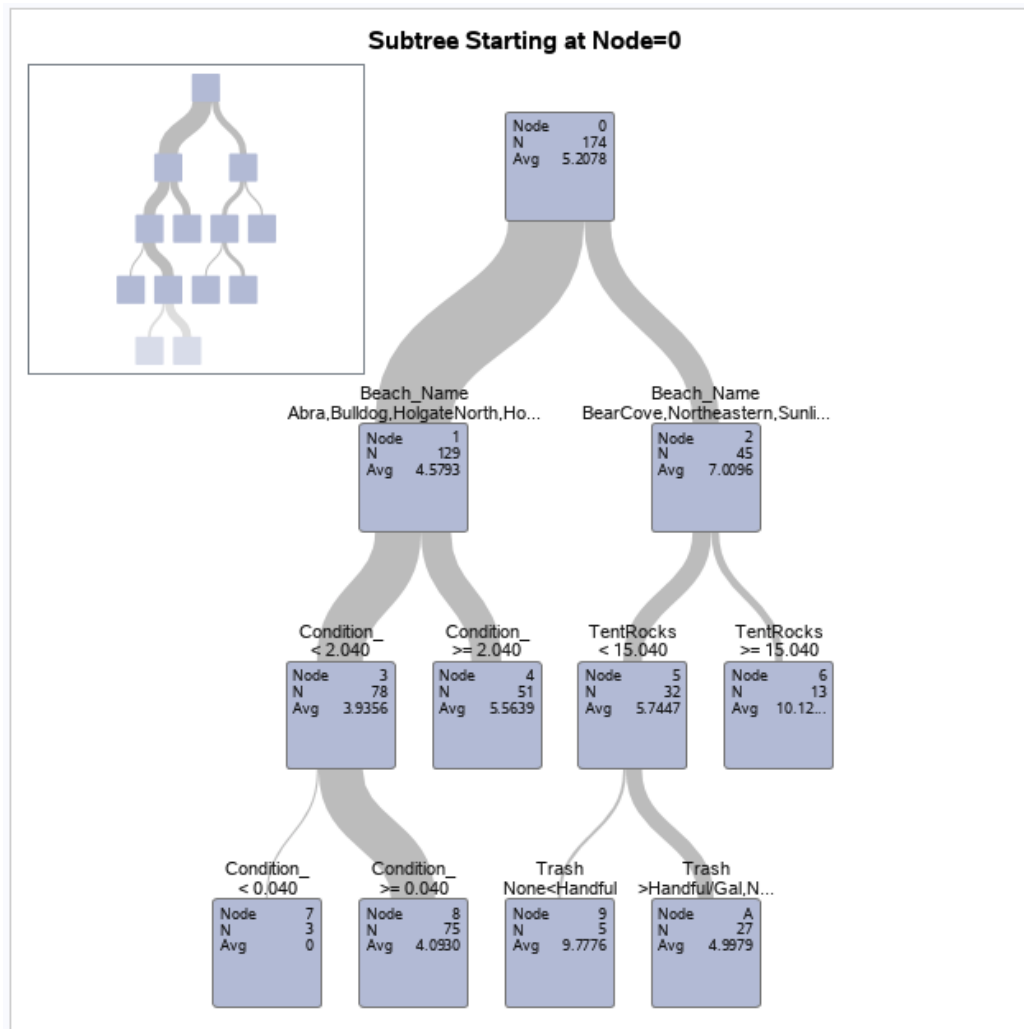 Subtree Starting at Node=0
Node 0
N 174
Avg 5.2078
Beach_Name
Abra,Bulldog,HolgateNorth,Ho...
Beach_Name
BearCove,Northeastern,Sunli...
Node 1
N 129
Avg 4.5793
Node 2
N 45
Avg 7.0096
Condition_
< 2.040
Condition_
>= 2.040
TentRocks
< 15.040
TentRocks
>= 15.040
Node 3
N 78
Avg 3.9356
Node 4
N 51
Avg 5.5639
Node 5
N 32
Avg 5.7447
Node 6
N 13
Avg 10.12...
Condition_
< 0.040
Condition_
>= 0.040
Trash
None<Handful
Trash
>Handful/Gal,N...
Node 7
N 3
Avg 0
Node 8
N 75
Avg 4.0930
Node 9
N 5
Avg 9.7776
Node A
N 27
Avg 4.9979